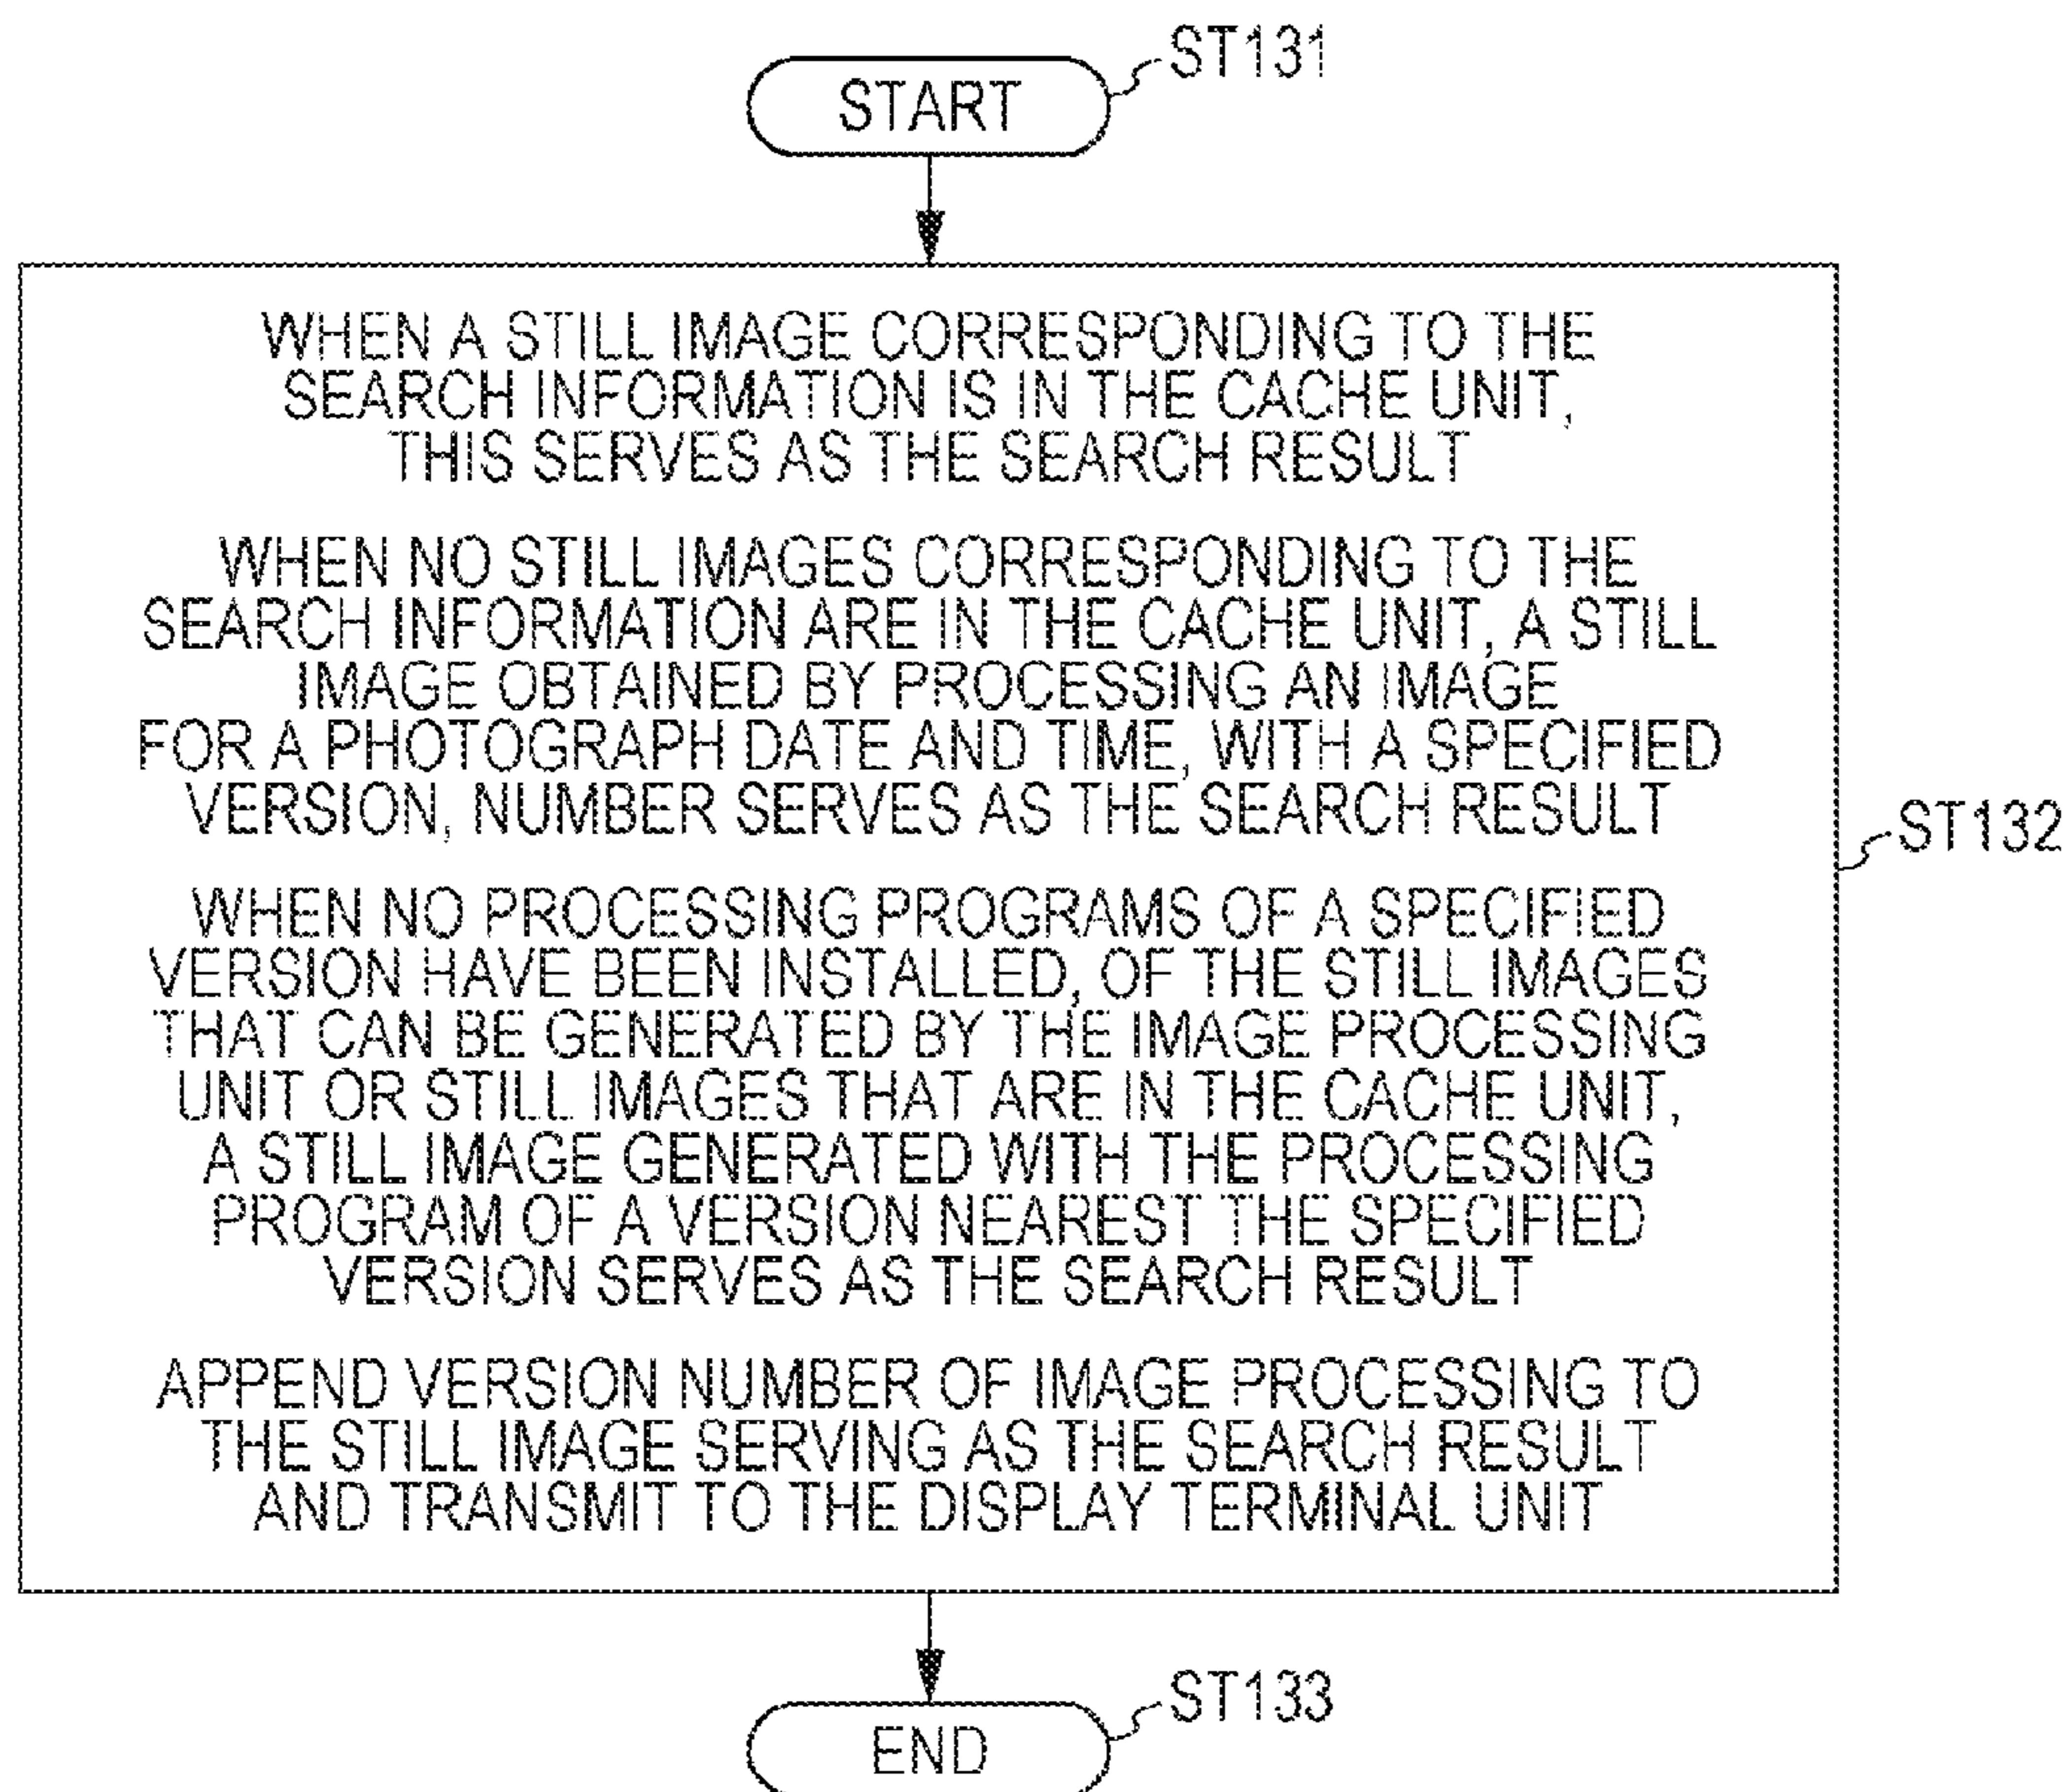 START
ST131
WHEN A STILL IMAGE CORRESPONDING TO THE
SEARCH INFORMATION IS IN THE CACHE UNIT,
THIS SERVES AS THE SEARCH RESULT
WHEN NO STILL IMAGES CORRESPONDING TO THE
SEARCH INFORMATION ARE IN THE CACHE UNIT, A STILL
IMAGE OBTAINED BY PROCESSING AN IMAGE
FOR A PHOTOGRAPH DATE AND TIME, WITH A SPECIFIED
VERSION, NUMBER SERVES AS THE SEARCH RESULT
WHEN NO PROCESSING PROGRAMS OF A SPECIFIED
VERSION HAVE BEEN INSTALLED, OF THE STILL IMAGES
THAT CAN BE GENERATED BY THE IMAGE PROCESSING
UNIT OR STILL IMAGES THAT ARE IN THE CACHE UNIT,
A STILL IMAGE GENERATED WITH THE PROCESSING
PROGRAM OF A VERSION NEAREST THE SPECIFIED
VERSION SERVES AS THE SEARCH RESULT
APPEND VERSION NUMBER OF IMAGE PROCESSING TO
THE STILL IMAGE SERVING AS THE SEARCH RESULT
AND TRANSMIT TO THE DISPLAY TERMINAL UNIT
ST132
END
ST133